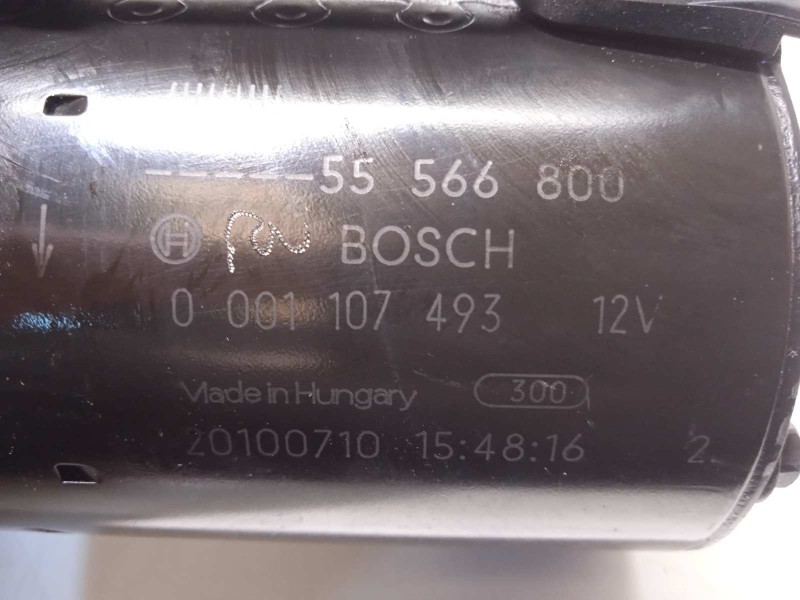 ------55 566 800
BOSCH
0 001 107 493 12V
Made in Hungary 300
20100710 15:48:16 2